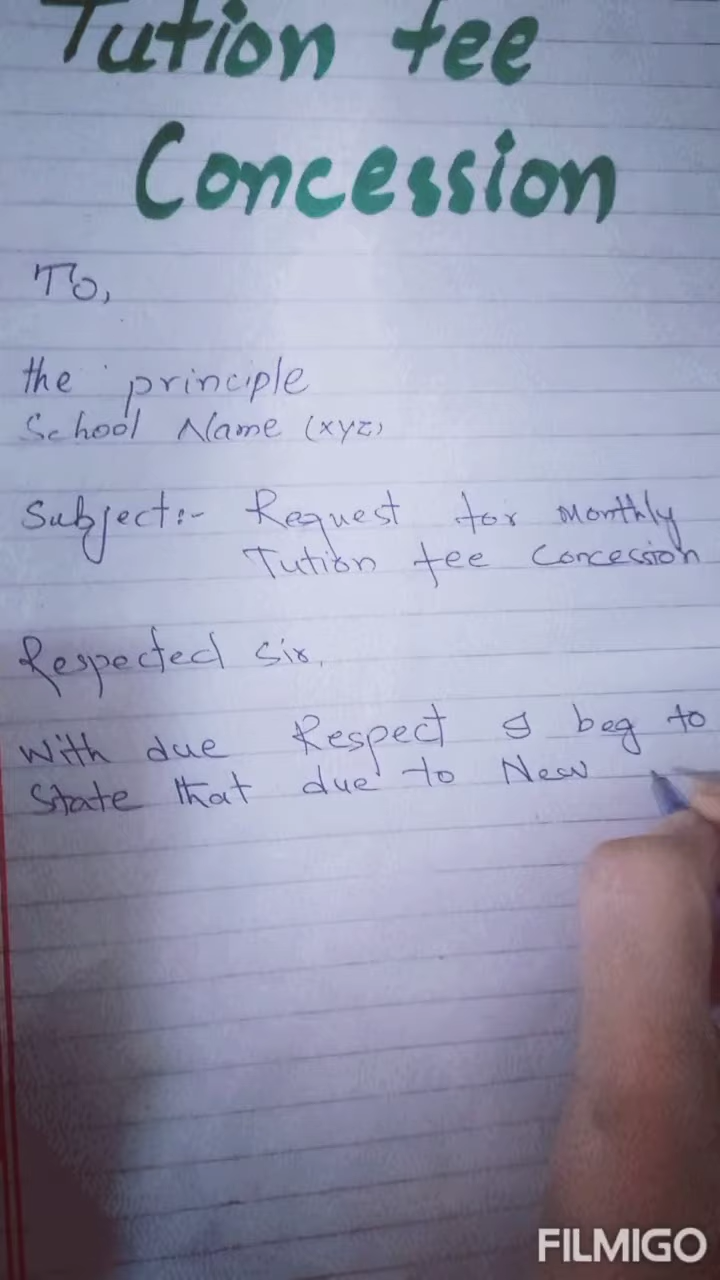 Tution fee
Concession
To,
the principle
School Name (xyz)
Subject:- Request for Monthly
Tution fee Concession
Respected Sir,
With due Respect I beg to
State that due to New
FILMIGO